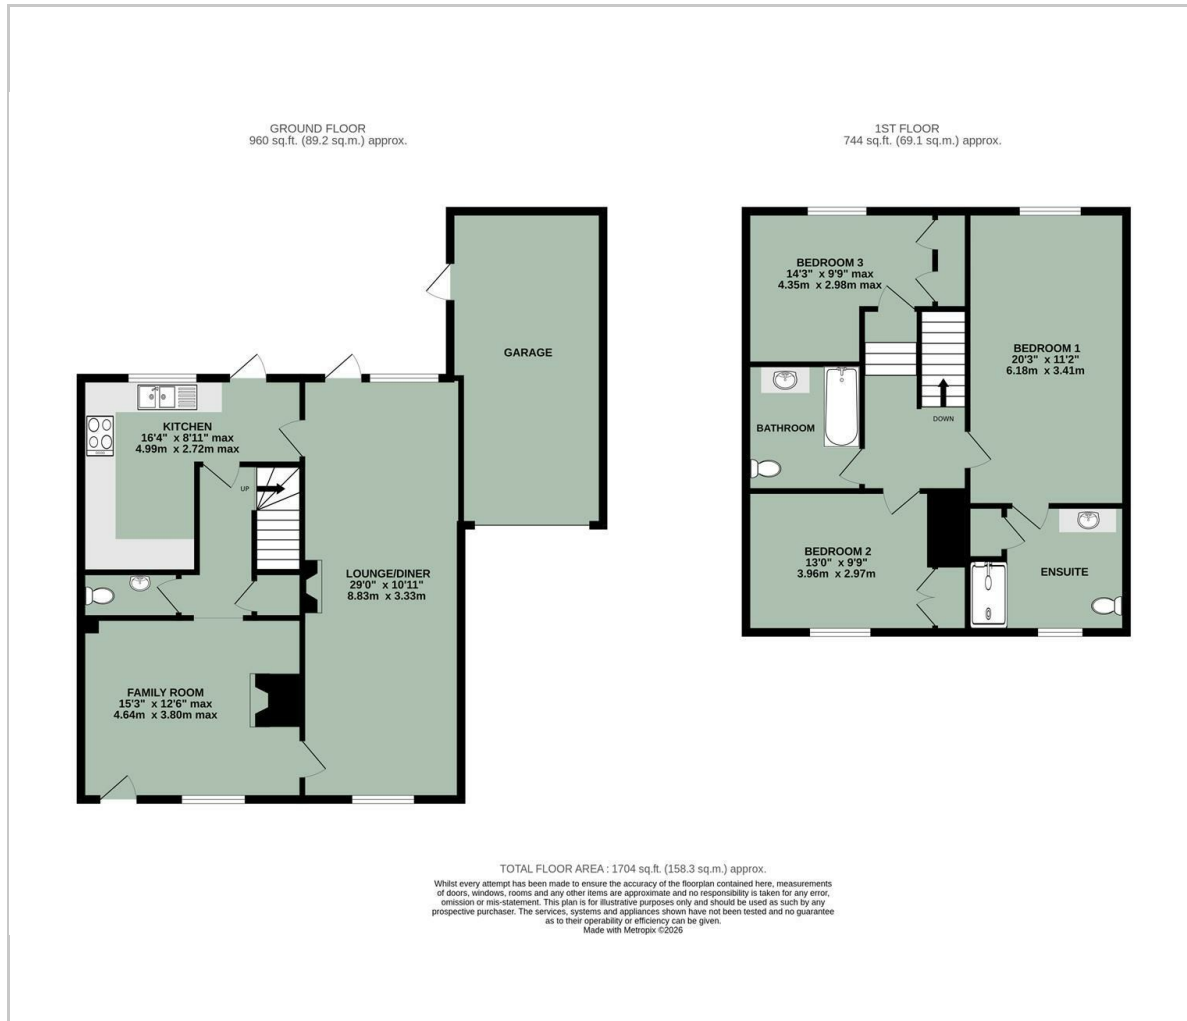 GROUND FLOOR
960 sq.ft. (89.2 sq.m.) approx.
1ST FLOOR
744 sq.ft. (69.1 sq.m.) approx.
GARAGE
KITCHEN
16'4" x 8'11" max
4.99m x 2.72m max
UP
LOUNGE/DINER
29'0" x 10'11"
8.83m x 3.33m
FAMILY ROOM
15'3" x 12'6" max
4.64m x 3.80m max
BEDROOM 3
14'3" x 9'9" max
4.35m x 2.98m max
BEDROOM 1
20'3" x 11'2"
6.18m x 3.41m
DOWN
BATHROOM
BEDROOM 2
13'0" x 9'9"
3.96m x 2.97m
ENSUITE
TOTAL FLOOR AREA : 1704 sq.ft. (158.3 sq.m.) approx.
Whilst every attempt has been made to ensure the accuracy of the floorplan contained here, measurements
of doors, windows, rooms and any other items are approximate and no responsibility is taken for any error,
omission or mis-statement. This plan is for illustrative purposes only and should be used as such by any
prospective purchaser. The services, systems and appliances shown have not been tested and no guarantee
as to their operability or efficiency can be given.
Made with Metropix ©2026